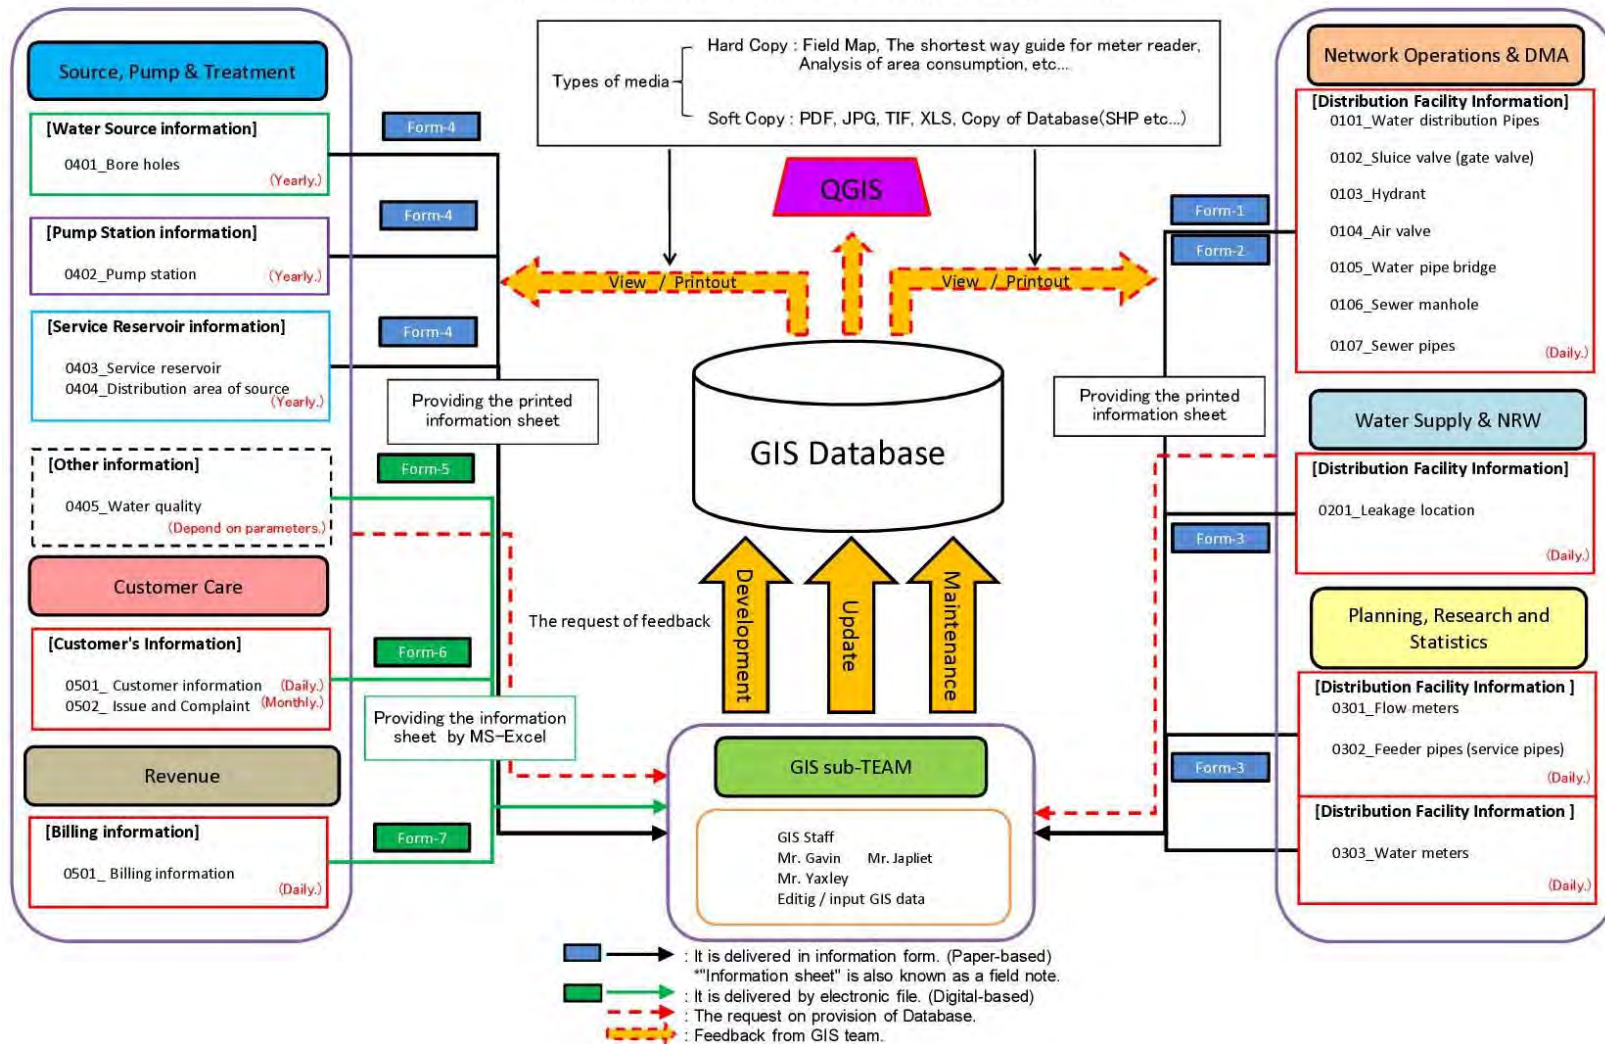 Source, Pump & Treatment
[Water Source information]
0401_Bore holes
(Yearly.)
[Pump Station information]
0402_Pump station
(Yearly.)
[Service Reservoir information]
0403_Service reservoir
0404_Distribution area of source
(Yearly.)
[Other information]
0405_Water quality
(Depend on parameters.)
Customer Care
[Customer's Information]
0501_ Customer information (Daily.)
0502_ Issue and Complaint (Monthly.)
Revenue
[Billing information]
0501_ Billing information
(Daily.)
Form-4
Form-4
Form-4
Providing the printed
information sheet
Form-5
Form-6
Providing the information
sheet by MS-Excel
Form-7
Types of media
Hard Copy : Field Map, The shortest way guide for meter reader,
Analysis of area consumption, etc...
Soft Copy : PDF, JPG, TIF, XLS, Copy of Database(SHP etc...)
QGIS
View / Printout
View / Printout
GIS Database
The request of feedback
Development
Update
Maintenance
GIS sub-TEAM
GIS Staff
Mr. Gavin Mr. Japliet
Mr. Yaxley
Editig / input GIS data
Form-1
Form-2
Providing the printed
information sheet
Form-3
Form-3
Network Operations & DMA
[Distribution Facility Information]
0101_Water distribution Pipes
0102_Sluice valve (gate valve)
0103_Hydrant
0104_Air valve
0105_Water pipe bridge
0106_Sewer manhole
0107_Sewer pipes
(Daily.)
Water Supply & NRW
[Distribution Facility Information]
0201_Leakage location
(Daily.)
Planning, Research and
Statistics
[Distribution Facility Information ]
0301_Flow meters
0302_Feeder pipes (service pipes)
(Daily.)
[Distribution Facility Information ]
0303_Water meters
(Daily.)
: It is delivered in information form. (Paper-based)
*"Information sheet" is also known as a field note.
: It is delivered by electronic file. (Digital-based)
: The request on provision of Database.
: Feedback from GIS team.